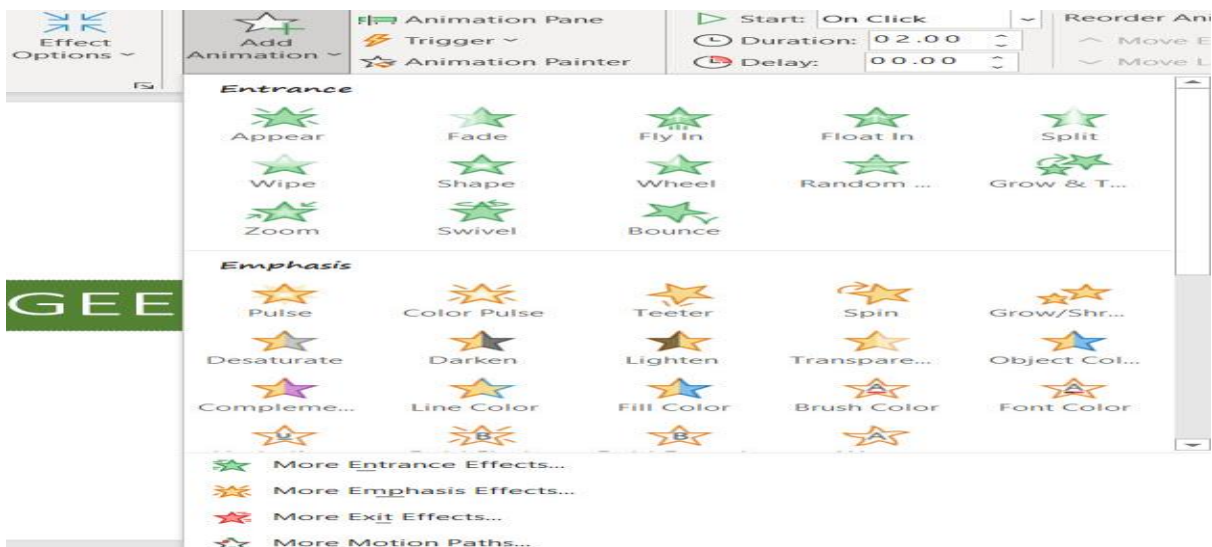 Effect Options
Add Animation
Animation Pane
Trigger
Animation Painter
Start: On Click
Duration: 02.00
Delay: 00.00
Reorder Ani
Move E
Move L
Entrance
Appear Fade Fly In Float In Split
Wipe Shape Wheel Random ... Grow & T...
Zoom Swivel Bounce
GEE
Emphasis
Pulse Color Pulse Teeter Spin Grow/Shr...
Desaturate Darken Lighten Transpare... Object Col...
Compleme... Line Color Fill Color Brush Color Font Color
More Entrance Effects...
More Emphasis Effects...
More Exit Effects...
More Motion Paths...